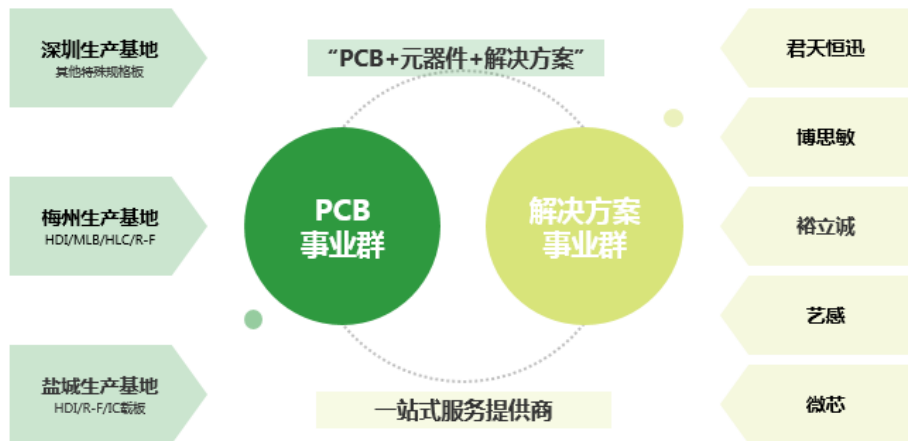 深圳生产基地
其他特殊规格板
梅州生产基地
HDI/MLB/HLC/R-F
盐城生产基地
HDI/R-F/IC载板
“PCB+元器件+解决方案”
PCB
事业群
解决方案
事业群
一站式服务提供商
君天恒迅
博思敏
裕立诚
艺感
微芯